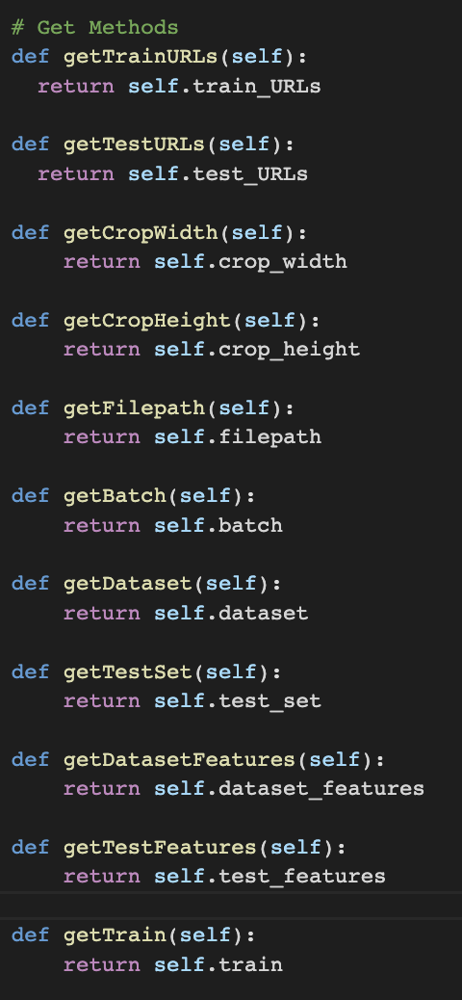 # Get Methods
def getTrainURLs(self):
  return self.train_URLs

def getTestURLs(self):
  return self.test_URLs

def getCropWidth(self):
    return self.crop_width

def getCropHeight(self):
    return self.crop_height

def getFilepath(self):
    return self.filepath

def getBatch(self):
    return self.batch

def getDataset(self):
    return self.dataset

def getTestSet(self):
    return self.test_set

def getDatasetFeatures(self):
    return self.dataset_features

def getTestFeatures(self):
    return self.test_features

def getTrain(self):
    return self.train